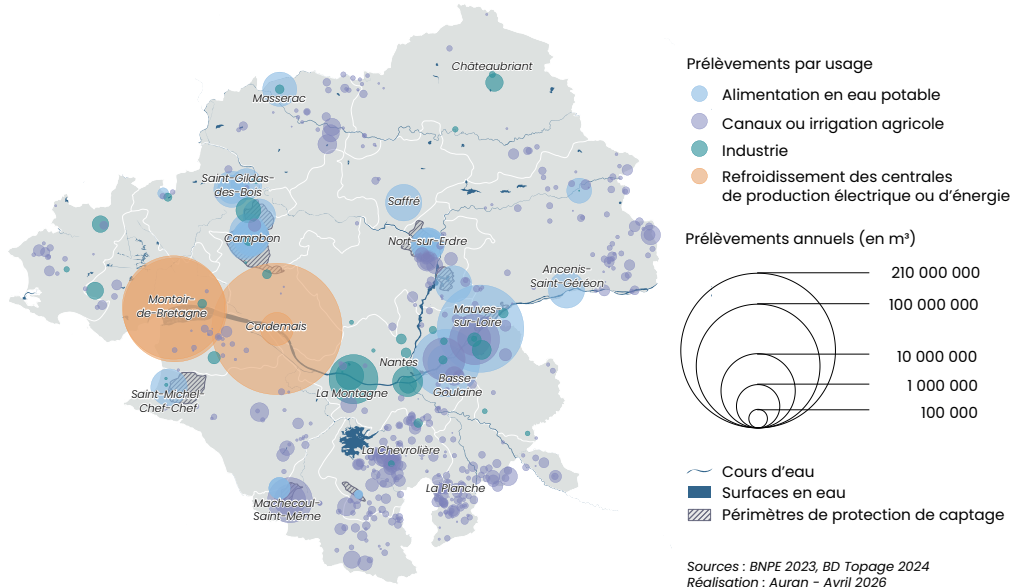 Châteaubriant
Masserac
Saint-Gildas-
des-Bois
Saffré
Campbon
Nort-sur-Erdre
Ancenis-
Saint-Géréon
Montoir-
de-Bretagne
Cordemais
Mauves-
sur-Loire
Nantes
Basse-
Goulaine
La Montagne
Saint-Michel-
Chef-Chef
La Chevrolière
La Planche
Machecoul-
Saint-Même
Prélèvements par usage
Alimentation en eau potable
Canaux ou irrigation agricole
Industrie
Refroidissement des centrales
de production électrique ou d’énergie
Prélèvements annuels (en m³)
210 000 000
100 000 000
10 000 000
1 000 000
100 000
Cours d’eau
Surfaces en eau
Périmètres de protection de captage
Sources : BNPE 2023, BD Topage 2024
Réalisation : Auran - Avril 2026